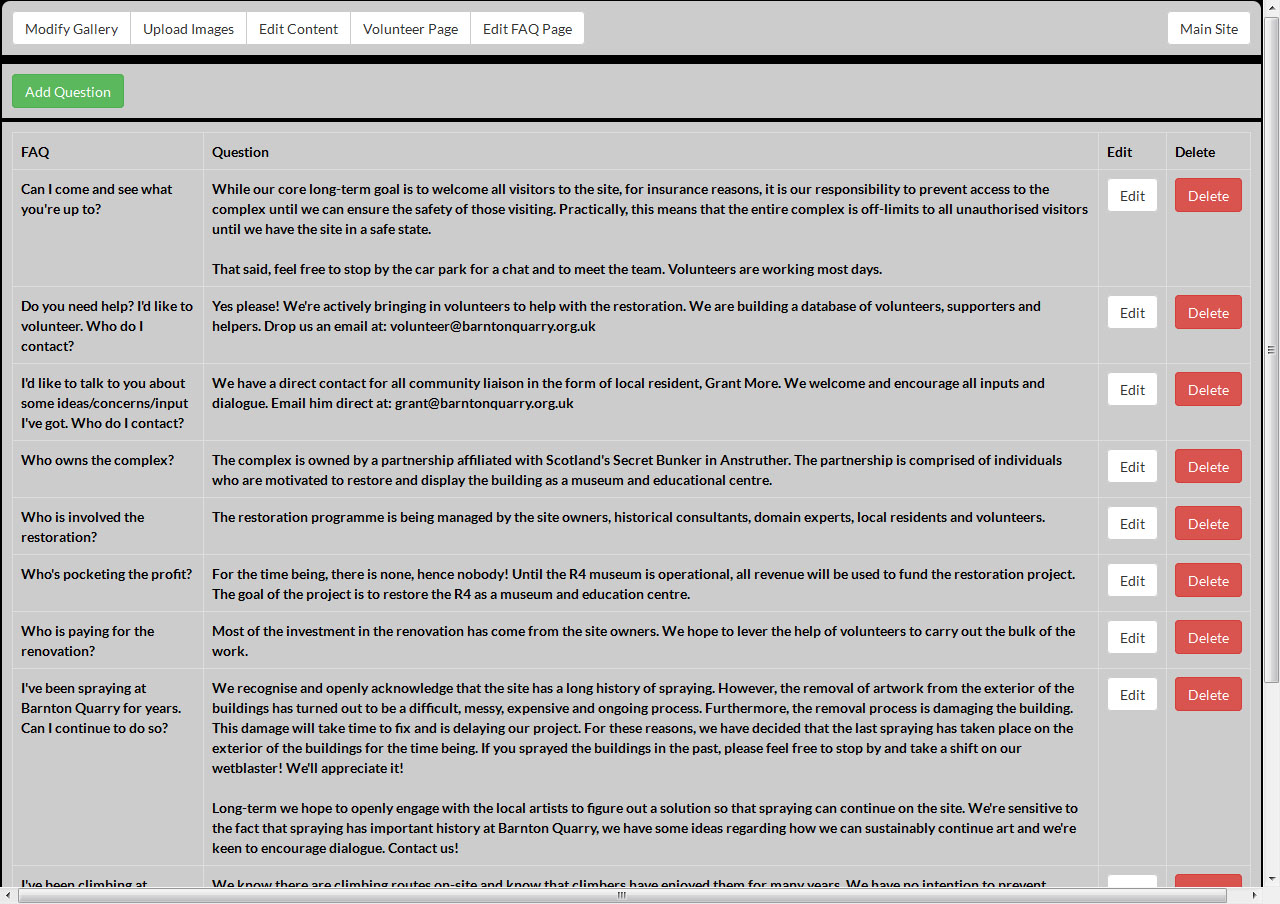 Modify Gallery Upload Images Edit Content Volunteer Page Edit FAQ Page Main Site
Add Question
FAQ Question Edit Delete
Can I come and see what
you're up to?
While our core long-term goal is to welcome all visitors to the site, for insurance reasons, it is our responsibility to prevent access to the
complex until we can ensure the safety of those visiting. Practically, this means that the entire complex is off-limits to all unauthorised visitors
until we have the site in a safe state.
That said, feel free to stop by the car park for a chat and to meet the team. Volunteers are working most days.
Edit Delete
Do you need help? I'd like to
volunteer. Who do I
contact?
Yes please! We're actively bringing in volunteers to help with the restoration. We are building a database of volunteers, supporters and
helpers. Drop us an email at: volunteer@barntonquarry.org.uk
Edit Delete
I'd like to talk to you about
some ideas/concerns/input
I've got. Who do I contact?
We have a direct contact for all community liaison in the form of local resident, Grant More. We welcome and encourage all inputs and
dialogue. Email him direct at: grant@barntonquarry.org.uk
Edit Delete
Who owns the complex?
The complex is owned by a partnership affiliated with Scotland's Secret Bunker in Anstruther. The partnership is comprised of individuals
who are motivated to restore and display the building as a museum and educational centre.
Edit Delete
Who is involved the
restoration?
The restoration programme is being managed by the site owners, historical consultants, domain experts, local residents and volunteers.
Edit Delete
Who's pocketing the profit?
For the time being, there is none, hence nobody! Until the R4 museum is operational, all revenue will be used to fund the restoration project.
The goal of the project is to restore the R4 as a museum and education centre.
Edit Delete
Who is paying for the
renovation?
Most of the investment in the renovation has come from the site owners. We hope to lever the help of volunteers to carry out the bulk of the
work.
Edit Delete
I've been spraying at
Barnton Quarry for years.
Can I continue to do so?
We recognise and openly acknowledge that the site has a long history of spraying. However, the removal of artwork from the exterior of the
buildings has turned out to be a difficult, messy, expensive and ongoing process. Furthermore, the removal process is damaging the building.
This damage will take time to fix and is delaying our project. For these reasons, we have decided that the last spraying has taken place on the
exterior of the buildings for the time being. If you sprayed the buildings in the past, please feel free to stop by and take a shift on our
wetblaster! We'll appreciate it!
Long-term we hope to openly engage with the local artists to figure out a solution so that spraying can continue on the site. We're sensitive to
the fact that spraying has important history at Barnton Quarry, we have some ideas regarding how we can sustainably continue art and we're
keen to encourage dialogue. Contact us!
Edit Delete
I've been climbing at
We know there are climbing routes on-site and know that climbers have enjoyed them for many years. We have no intention to prevent